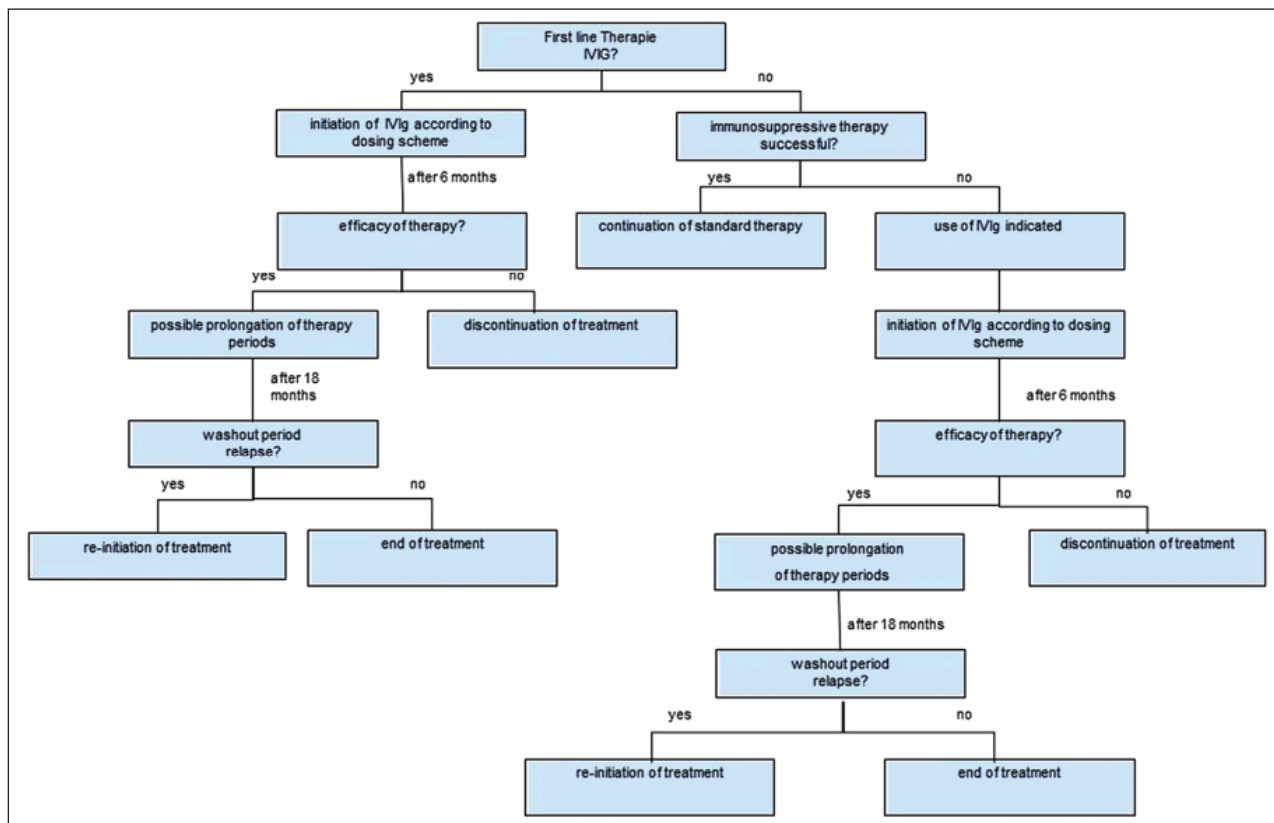 First line Therapie
IVIG?
yes
no
initiation of IVIg according to
dosing scheme
immunosuppressive therapy
successful?
after 6 months
yes
no
efficacy of therapy?
continuation of standard therapy
use of IVIg indicated
yes
no
possible prolongation of therapy
periods
discontinuation of treatment
initiation of IVIg according to dosing
scheme
after 18
months
after 6 months
washout period
relapse?
efficacy of therapy?
yes
no
yes
no
re-initiation of treatment
end of treatment
possible prolongation
of therapy periods
discontinuation of treatment
after 18 months
washout period
relapse?
yes
no
re-initiation of treatment
end of treatment